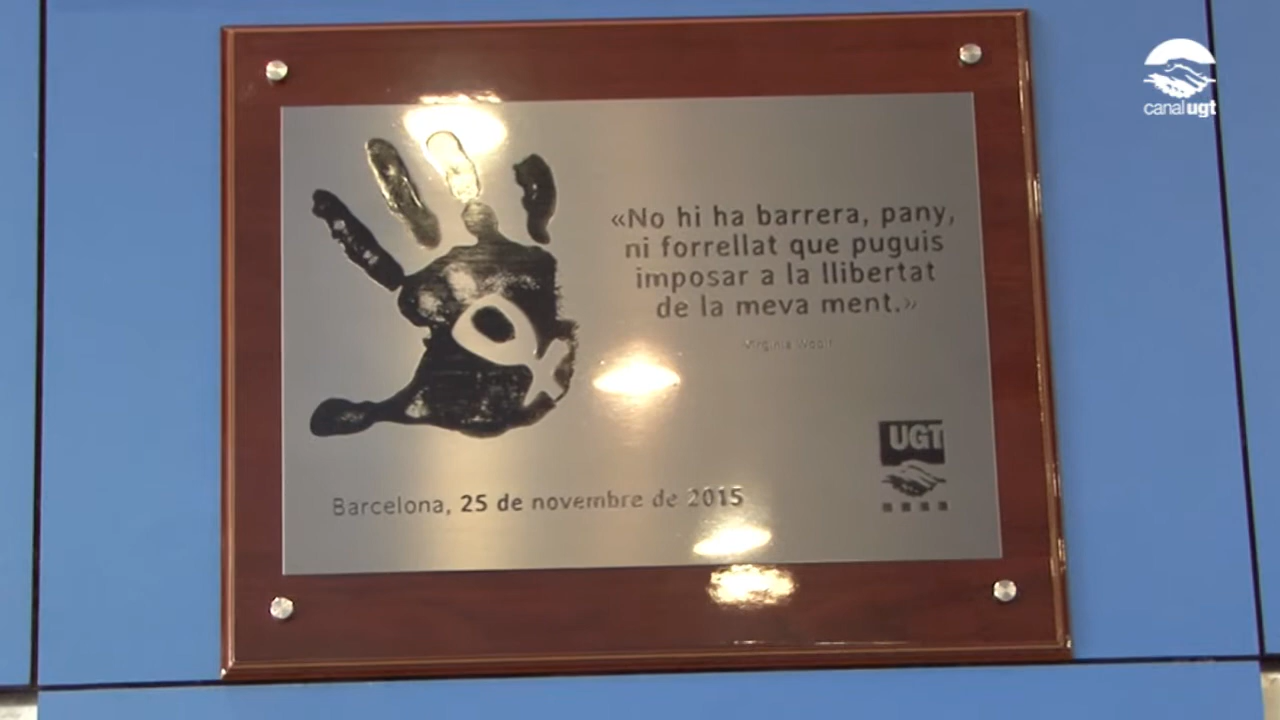 canalugt
«No hi ha barrera, pany,
ni forrellat que puguis
imposar a la llibertat
de la meva ment.»
Virginia Woolf
UGT
Barcelona, 25 de novembre de 2015